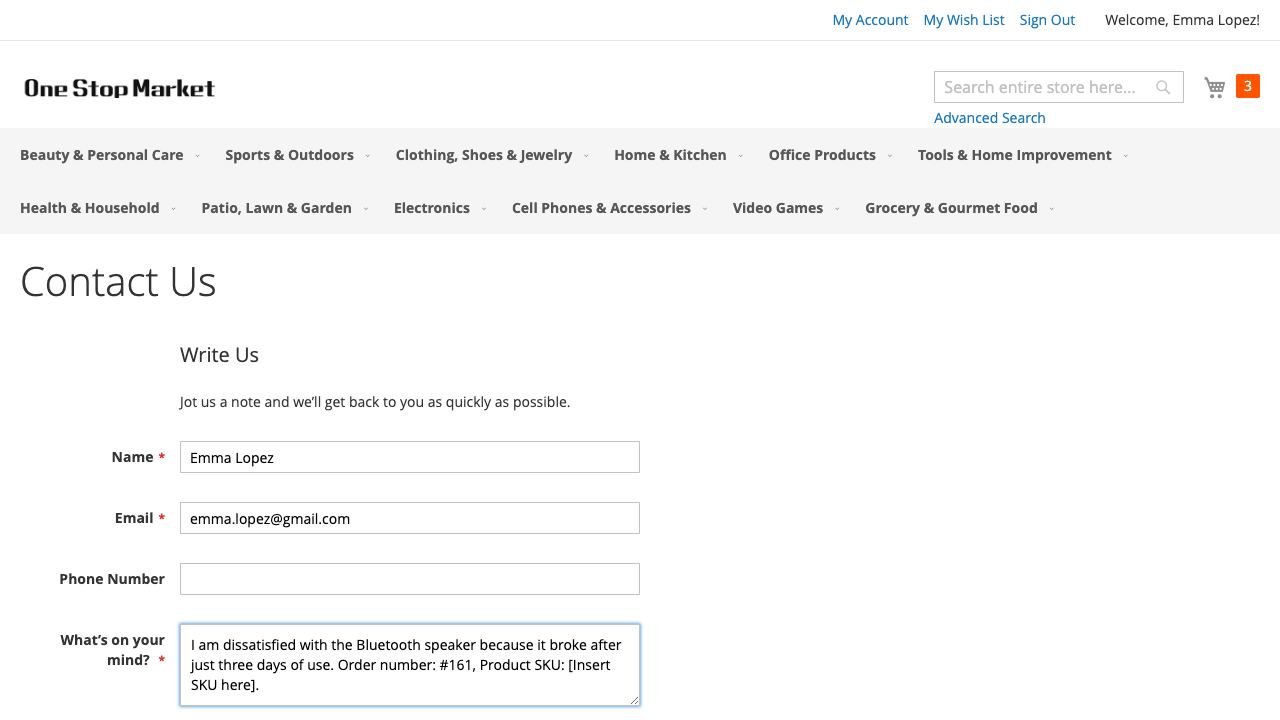 My Account My Wish List Sign Out Welcome, Emma Lopez!
One Stop Market
Search entire store here...
3
Advanced Search
Beauty & Personal Care Sports & Outdoors Clothing, Shoes & Jewelry Home & Kitchen Office Products Tools & Home Improvement
Health & Household Patio, Lawn & Garden Electronics Cell Phones & Accessories Video Games Grocery & Gourmet Food
Contact Us
Write Us
Jot us a note and we’ll get back to you as quickly as possible.
Name * Emma Lopez
Email * emma.lopez@gmail.com
Phone Number
What’s on your mind? *
I am dissatisfied with the Bluetooth speaker because it broke after
just three days of use. Order number: #161, Product SKU: [Insert
SKU here].